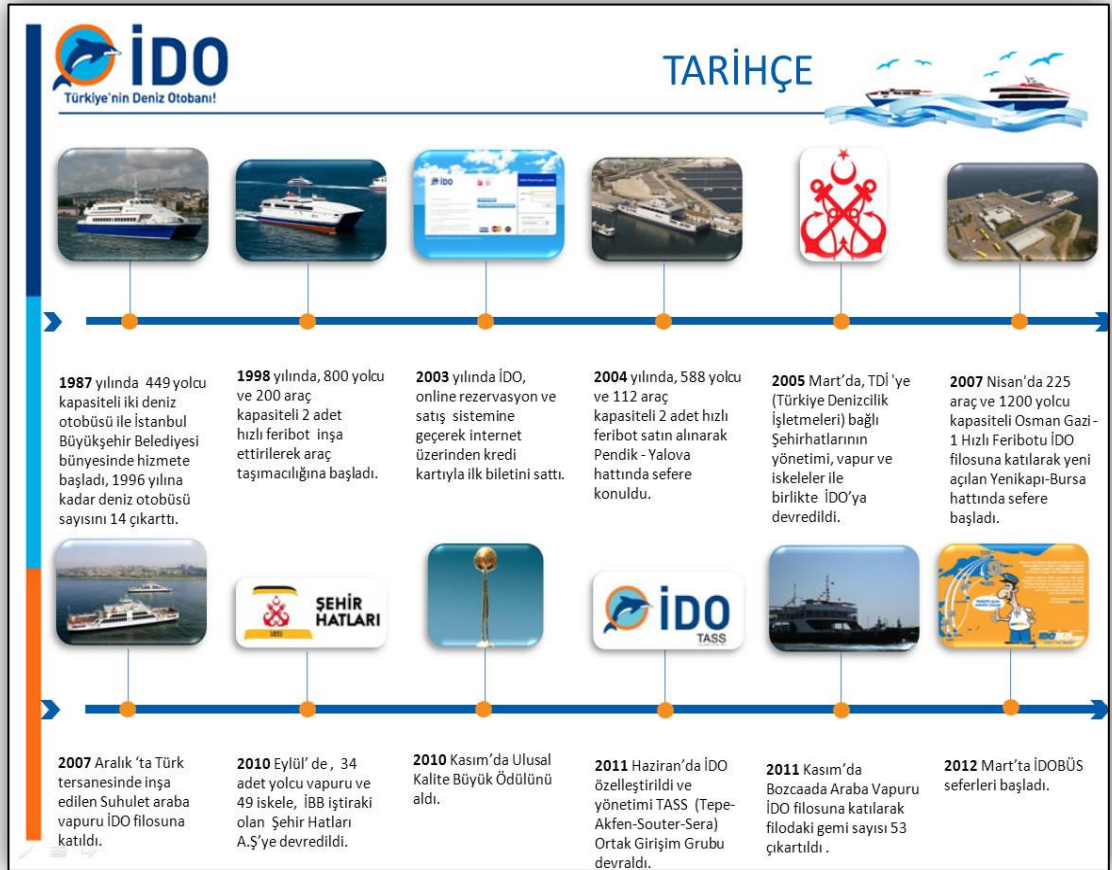 İDO
Türkiye'nin Deniz Otobanı!
TARİHÇE
İDO
1987 yılında 449 yolcu
kapasiteli iki deniz
otobüsü ile İstanbul
Büyükşehir Belediyesi
bünyesinde hizmete
başladı, 1996 yılına
kadar deniz otobüsü
sayısını 14 çıkarttı.
1998 yılında, 800 yolcu
ve 200 araç
kapasiteli 2 adet
hızlı feribot inşa
ettirilerek araç
taşımacılığına başladı.
2003 yılında İDO,
online rezervasyon ve
satış sistemine
geçerek internet
üzerinden kredi
kartıyla ilk biletini sattı.
2004 yılında, 588 yolcu
ve 112 araç
kapasiteli 2 adet hızlı
feribot satın alınarak
Pendik - Yalova
hattında sefere
konuldu.
2005 Mart'da, TDİ 'ye
(Türkiye Denizcilik
İşletmeleri) bağlı
Şehirhatlarının
yönetimi, vapur ve
iskeleler ile
birlikte İDO'ya
devredildi.
2007 Nisan'da 225
araç ve 1200 yolcu
kapasiteli Osman Gazi -
1 Hızlı Feribotu İDO
filosuna katılarak yeni
açılan Yenikapı-Bursa
hattında sefere
başladı.
ŞEHİR
HATLARI
1851
İDO
TASS
İDOBÜS
2007 Aralık 'ta Türk
tersanesinde inşa
edilen Suhulet araba
vapuru İDO filosuna
katıldı.
2010 Eylül' de , 34
adet yolcu vapuru ve
49 iskele, İBB iştiraki
olan Şehir Hatları
A.Ş'ye devredildi.
2010 Kasım'da Ulusal
Kalite Büyük Ödülünü
aldı.
2011 Haziran'da İDO
özelleştirildi ve
yönetimi TASS (Tepe-
Akfen-Souter-Sera)
Ortak Girişim Grubu
devraldı.
2011 Kasım'da
Bozcaada Araba Vapuru
İDO filosuna katılarak
filodaki gemi sayısı 53
çıkartıldı .
2012 Mart'ta İDOBÜS
seferleri başladı.